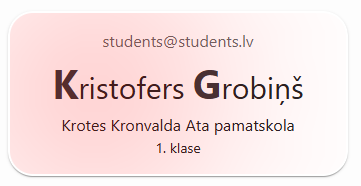 students@students.lv
Kristofers Grobiņš
Krotes Kronvalda Ata pamatskola
1. klase